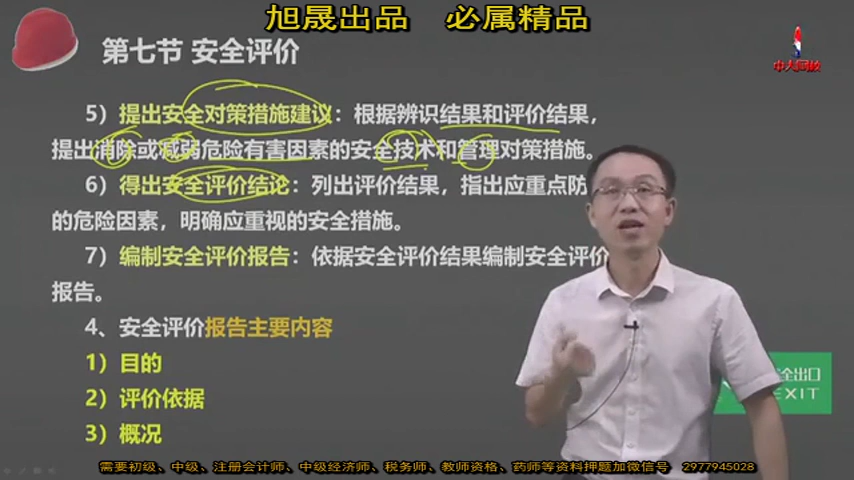 旭晟出品 必属精品
第七节 安全评价
中大网校
5）提出安全对策措施建议：根据辨识结果和评价结果，
提出消除或减弱危险有害因素的安全技术和管理对策措施。
6）得出安全评价结论：列出评价结果，指出应重点防
的危险因素，明确应重视的安全措施。
7）编制安全评价报告：依据安全评价结果编制安全评价
报告。
4、安全评价报告主要内容
1）目的
2）评价依据
3）概况
全出口
EXIT
需要初级、中级、注册会计师、中级经济师、税务师、教师资格、药师等资料押题加微信号 2977945028